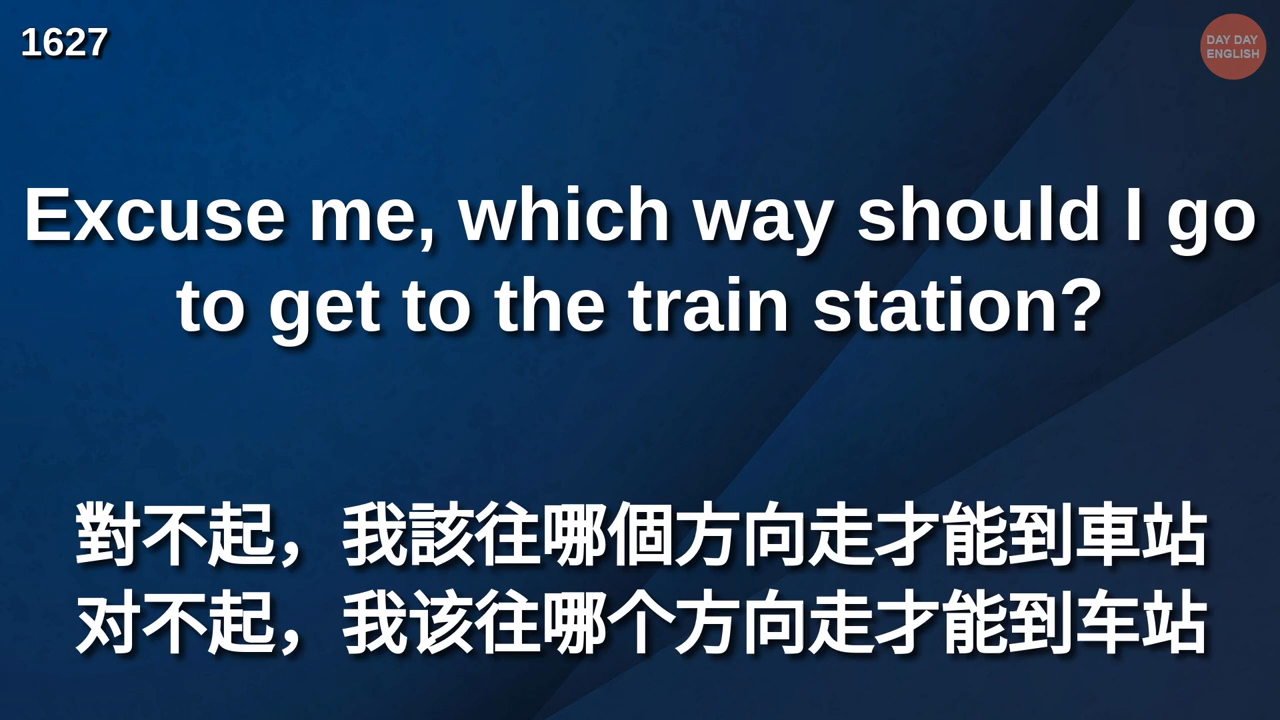 1627
DAY DAY
ENGLISH
Excuse me, which way should I go
to get to the train station?
對不起，我該往哪個方向走才能到車站
对不起，我该往哪个方向走才能到车站